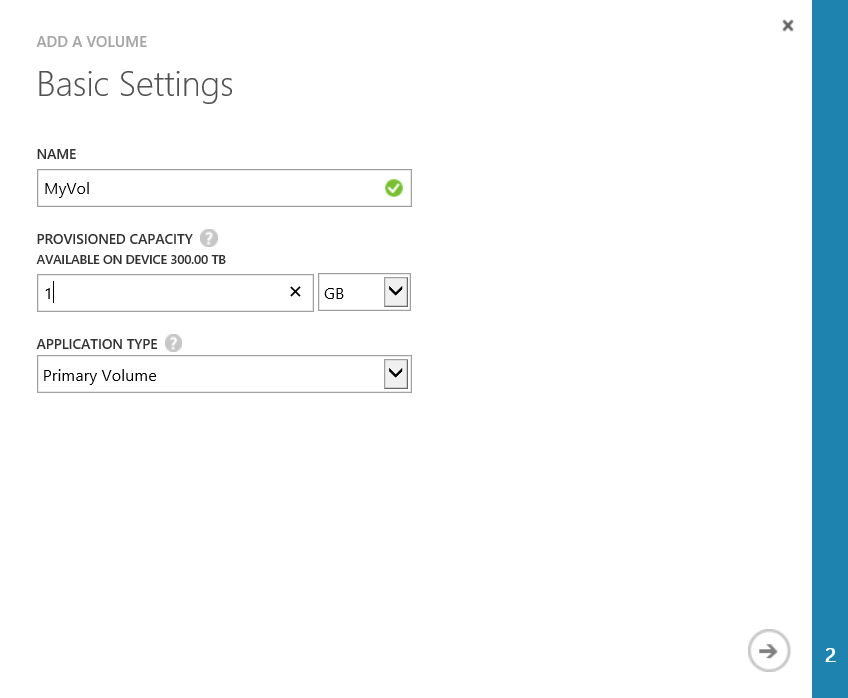 ADD A VOLUME
Basic Settings
NAME
MyVol
PROVISIONED CAPACITY ?
AVAILABLE ON DEVICE 300.00 TB
1 GB
APPLICATION TYPE ?
Primary Volume
2